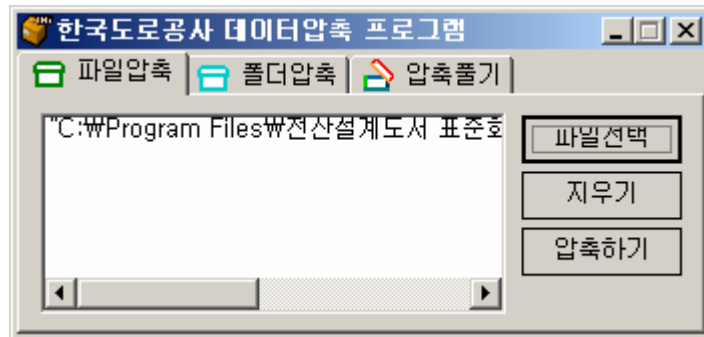 한국도로공사 데이터압축 프로그램
파일압축 폴더압축 압축풀기
"C:₩Program Files₩전산설계도서 표준호
파일선택
지우기
압축하기